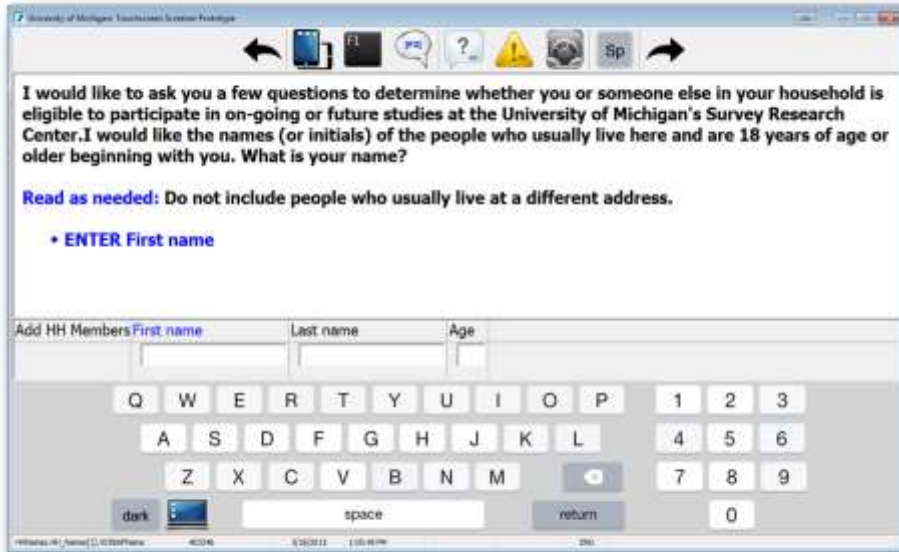 University of Michigan Touchscreen Screener Prototype
F1
?
Sp
I would like to ask you a few questions to determine whether you or someone else in your household is
eligible to participate in on-going or future studies at the University of Michigan's Survey Research
Center.I would like the names (or initials) of the people who usually live here and are 18 years of age or
older beginning with you. What is your name?
Read as needed: Do not include people who usually live at a different address.
• ENTER First name
Add HH Members First name Last name Age
Q W E R T Y U I O P 1 2 3
A S D F G H J K L 4 5 6
Z X C V B N M 7 8 9
dark space return 0